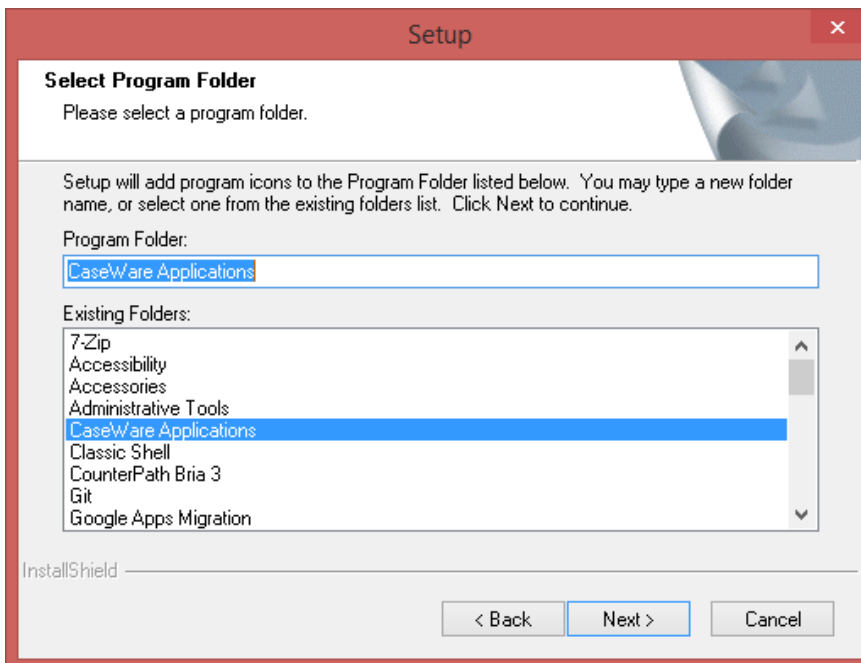 Setup
Select Program Folder
Please select a program folder.
Setup will add program icons to the Program Folder listed below. You may type a new folder
name, or select one from the existing folders list. Click Next to continue.
Program Folder:
CaseWare Applications
Existing Folders:
7-Zip
Accessibility
Accessories
Administrative Tools
CaseWare Applications
Classic Shell
CounterPath Bria 3
Git
Google Apps Migration
InstallShield
< Back Next > Cancel